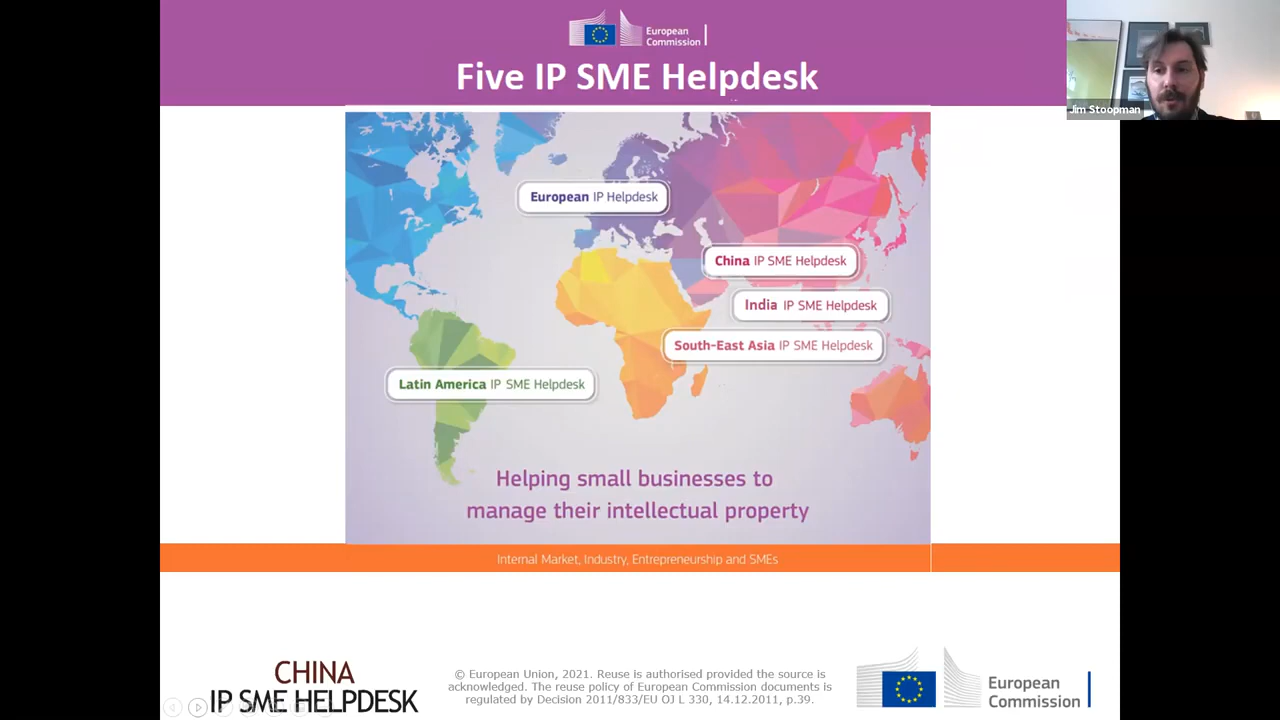 European
Commission
Five IP SME Helpdesk
Jim Stoopman
European IP Helpdesk
China IP SME Helpdesk
India IP SME Helpdesk
South-East Asia IP SME Helpdesk
Latin America IP SME Helpdesk
Helping small businesses to
manage their intellectual property
Internal Market, Industry, Entrepreneurship and SMEs
CHINA
IP SME HELPDESK
© European Union, 2021. Reuse is authorised provided the source is
acknowledged. The reuse policy of European Commission documents is
regulated by Decision 2011/833/EU OJ L 330, 14.12.2011, p.39.
European
Commission